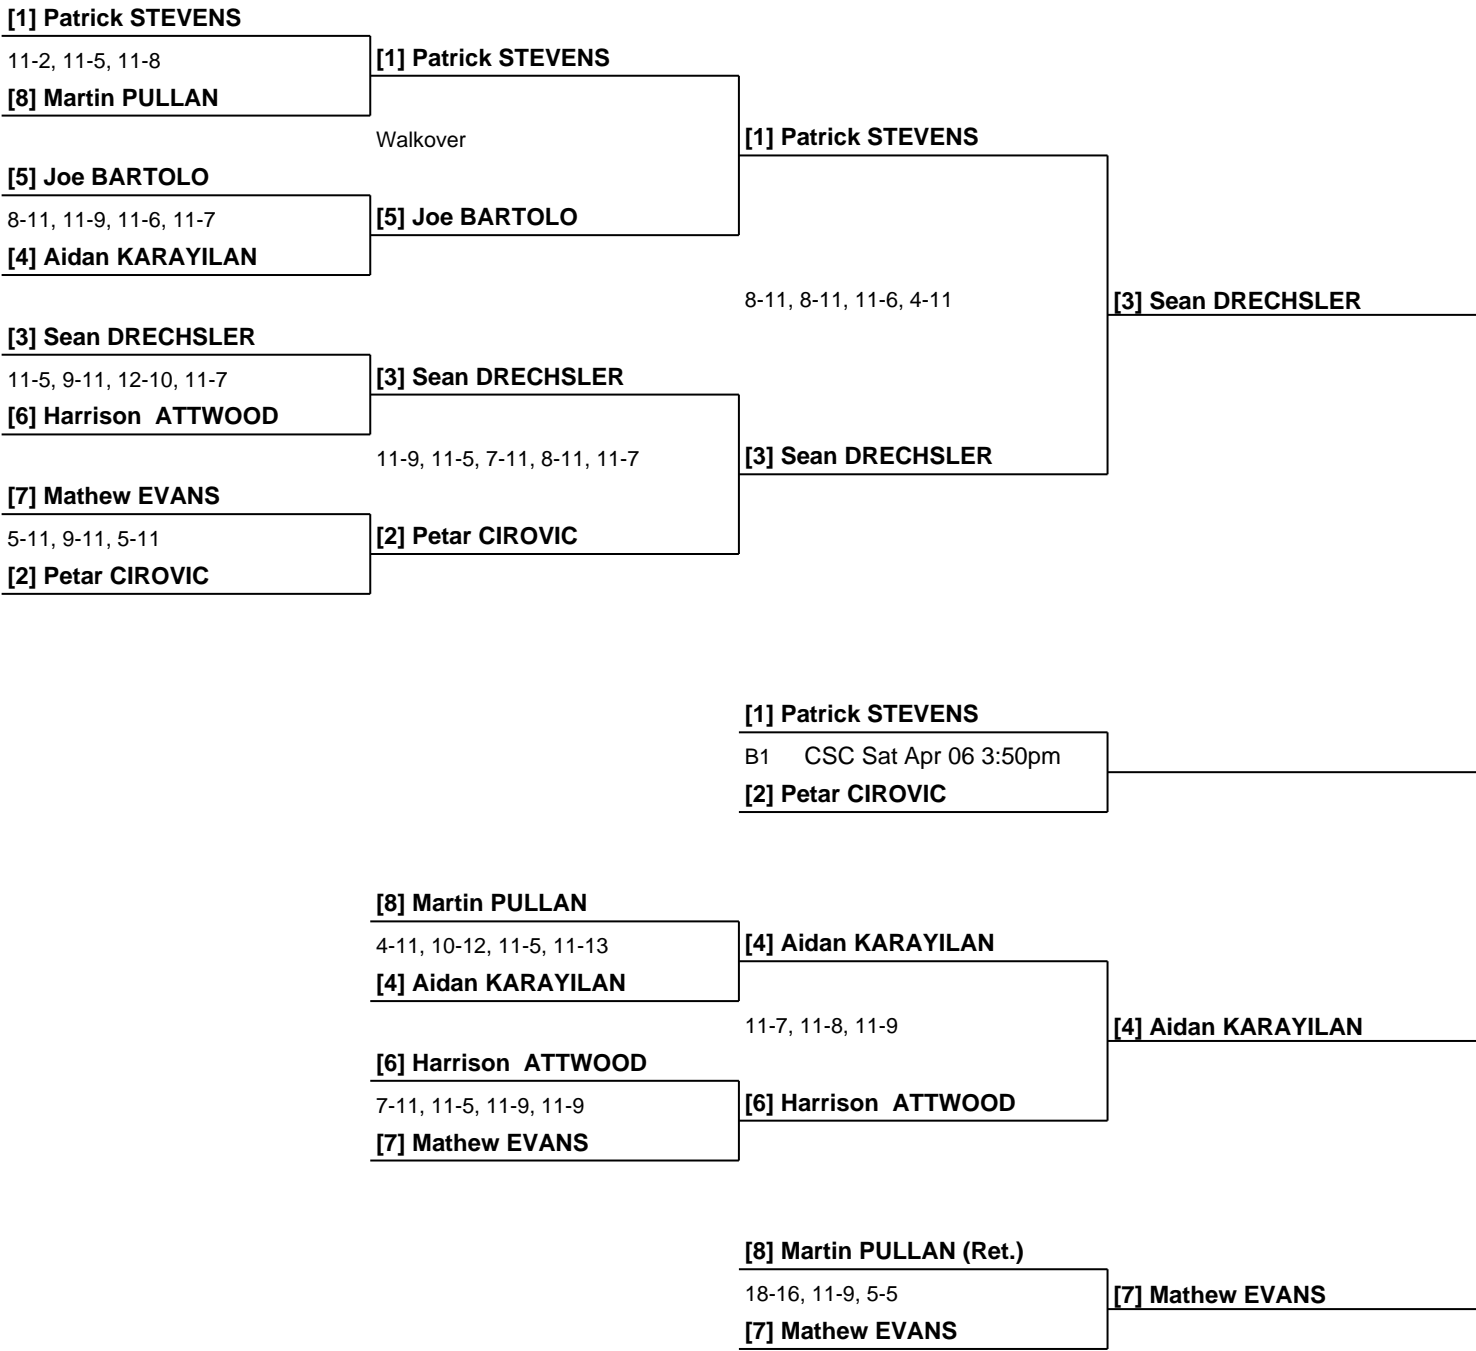 [1] Patrick STEVENS
11-2, 11-5, 11-8
[8] Martin PULLAN
[1] Patrick STEVENS
Walkover
[5] Joe BARTOLO
8-11, 11-9, 11-6, 11-7
[4] Aidan KARAYILAN
[5] Joe BARTOLO
[1] Patrick STEVENS
8-11, 8-11, 11-6, 4-11
[3] Sean DRECHSLER
[3] Sean DRECHSLER
11-5, 9-11, 12-10, 11-7
[6] Harrison  ATTWOOD
[3] Sean DRECHSLER
11-9, 11-5, 7-11, 8-11, 11-7
[3] Sean DRECHSLER
[7] Mathew EVANS
5-11, 9-11, 5-11
[2] Petar CIROVIC
[2] Petar CIROVIC
[1] Patrick STEVENS
B1 CSC Sat Apr 06 3:50pm
[2] Petar CIROVIC
[8] Martin PULLAN
4-11, 10-12, 11-5, 11-13
[4] Aidan KARAYILAN
[4] Aidan KARAYILAN
11-7, 11-8, 11-9
[4] Aidan KARAYILAN
[6] Harrison  ATTWOOD
7-11, 11-5, 11-9, 11-9
[7] Mathew EVANS
[6] Harrison  ATTWOOD
[8] Martin PULLAN (Ret.)
18-16, 11-9, 5-5
[7] Mathew EVANS
[7] Mathew EVANS